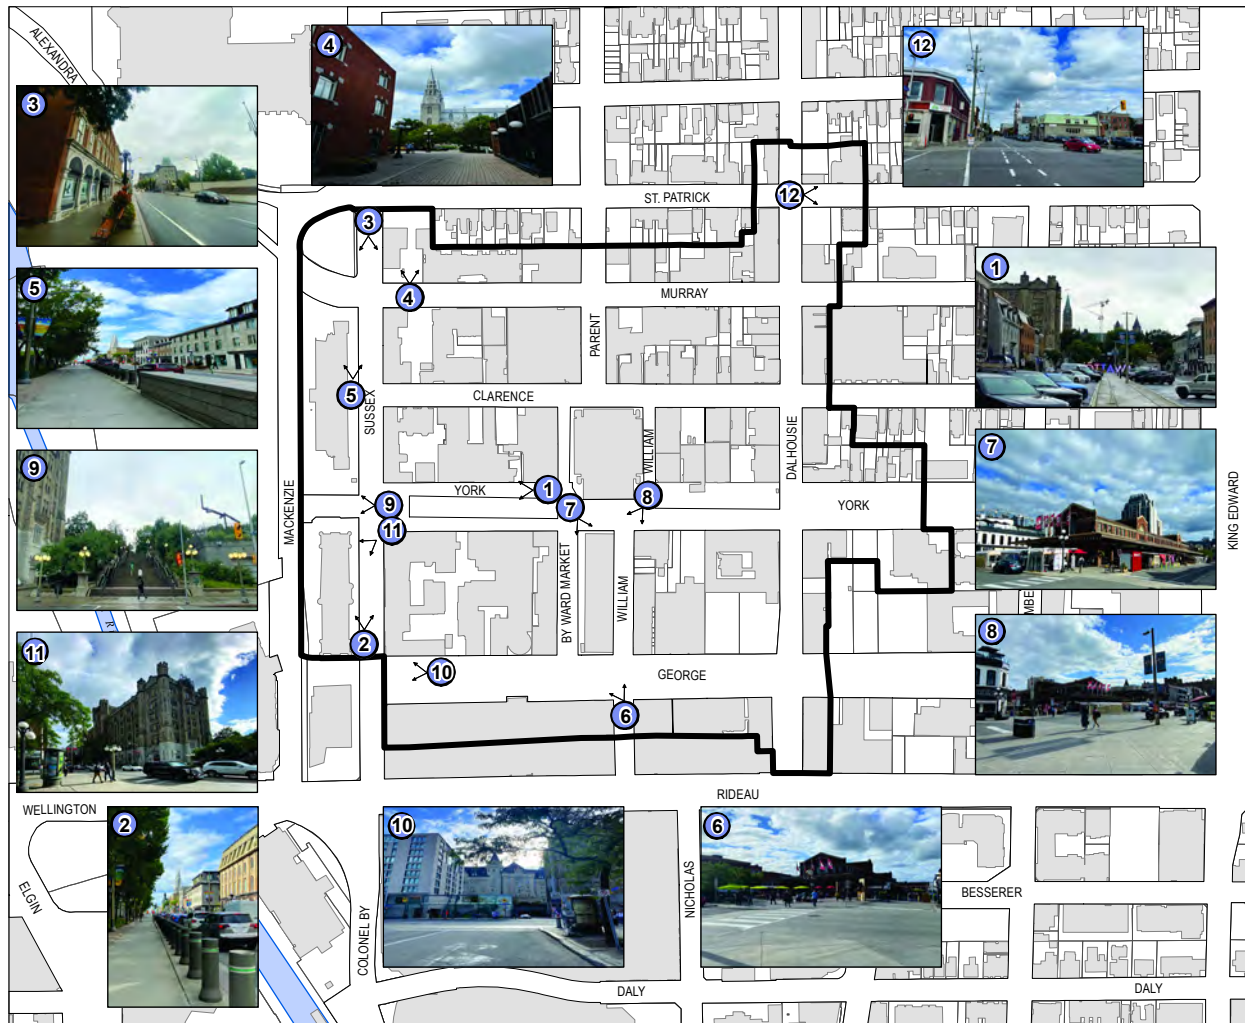 ALEXANDRA
3
4
12
ST. PATRICK
12
3
5
1
4
MURRAY
PARENT
5
SUSSEX
CLARENCE
WILLIAM
DALHOUSIE
7
9
MACKENZIE
YORK
1
7
8
9
11
YORK
KING EDWARD
BY WARD MARKET
WILLIAM
MBE
R
8
11
2
10
GEORGE
6
RIDEAU
WELLINGTON
2
10
6
ELGIN
COLONEL BY
NICHOLAS
BESSERER
DALY
DALY